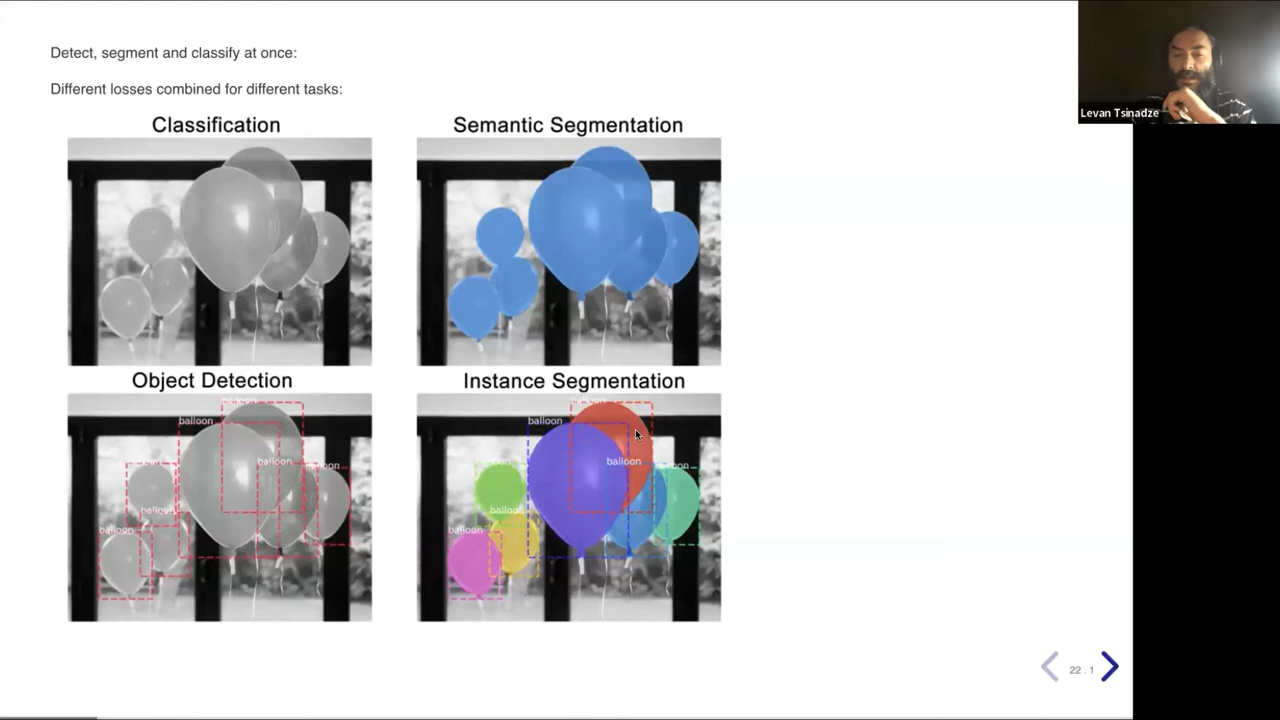 Detect, segment and classify at once:
Different losses combined for different tasks:
Classification
Semantic Segmentation
Object Detection
Instance Segmentation
balloon
balloon
balloon
balloon
balloon
balloon
balloon
balloon
Levan Tsinadze
22 . 1